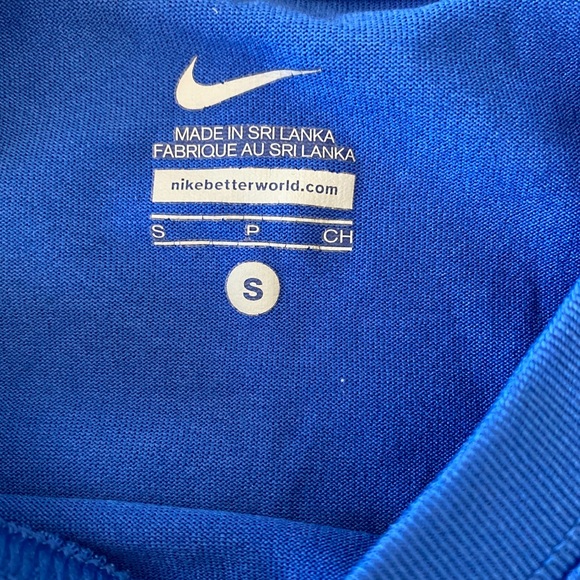 MADE IN SRI LANKA
FABRIQUE AU SRI LANKA
nikebetterworld.com
S P CH
S